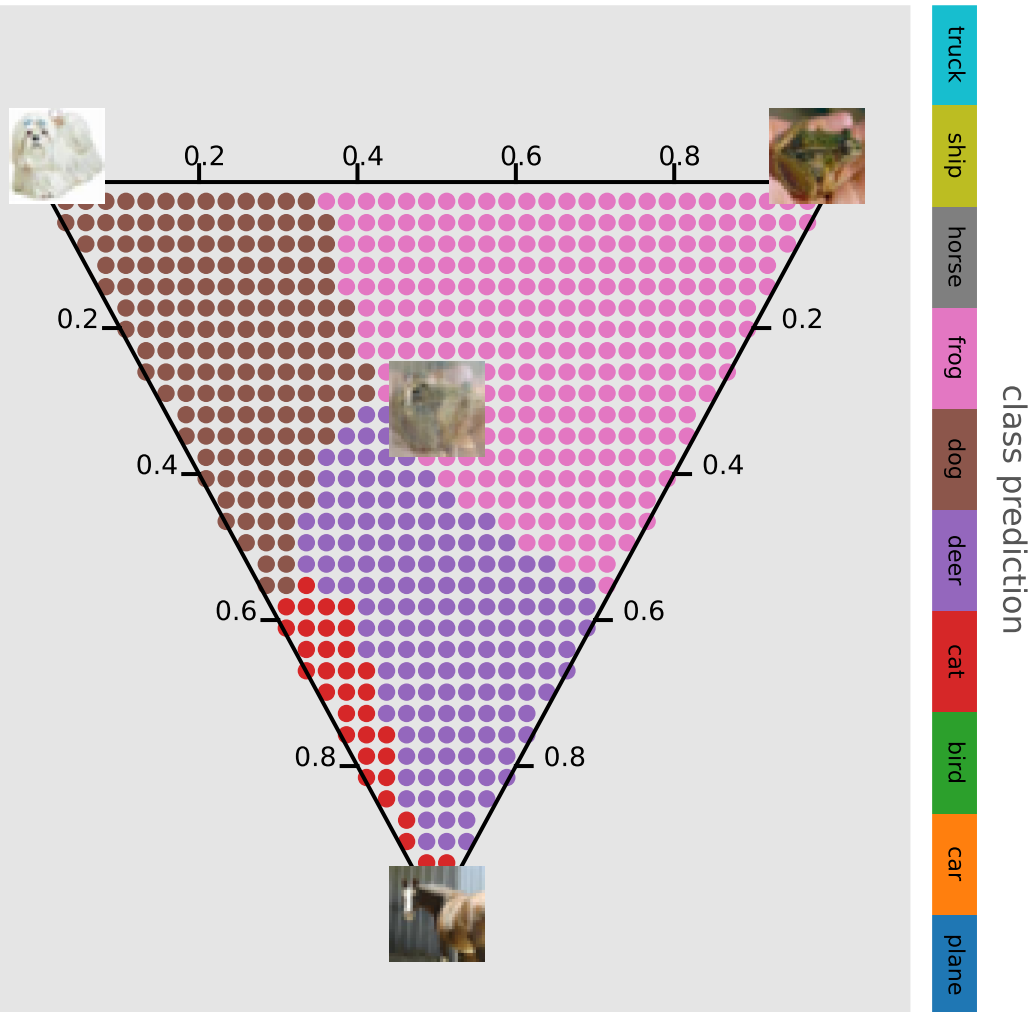 0.2 0.4 0.6 0.8
0.2 0.2
0.4 0.4
0.6 0.6
0.8 0.8
truck
ship
horse
frog
dog
deer
cat
bird
car
plane
class prediction